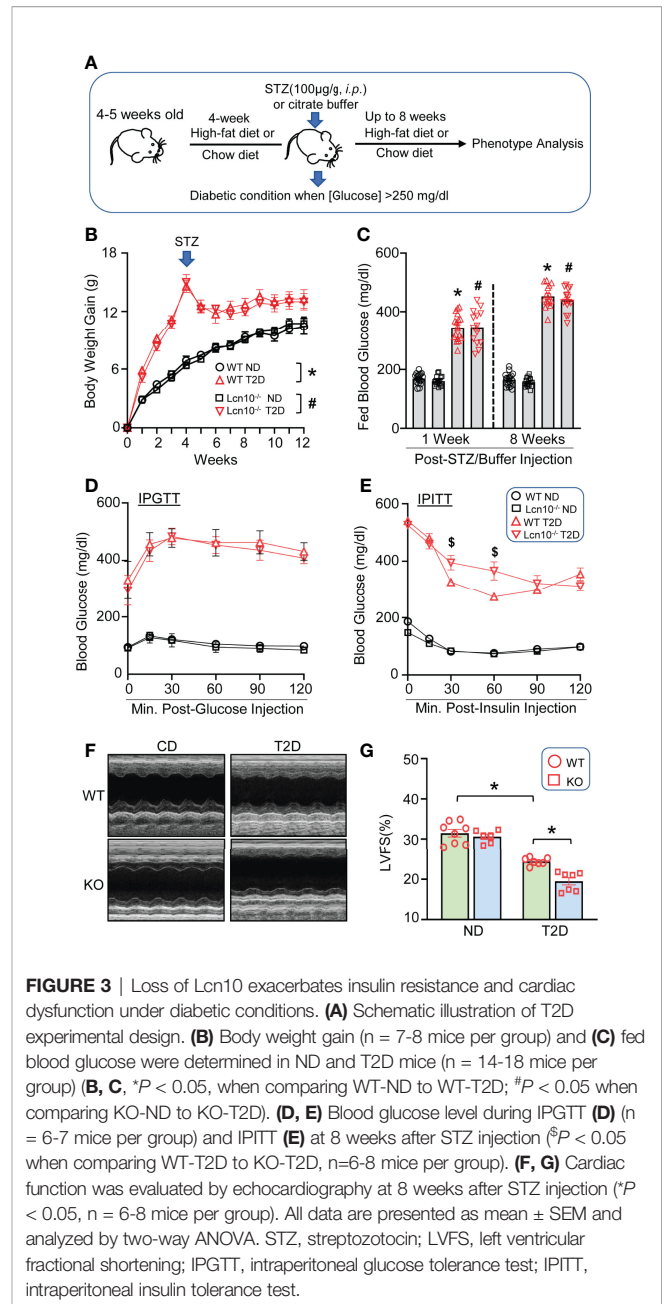 A
STZ(100µg/g, i.p.)
or citrate buffer
4-5 weeks old
4-week
High-fat diet or
Chow diet
Up to 8 weeks
High-fat diet or
Chow diet
Phenotype Analysis
Diabetic condition when [Glucose] >250 mg/dl
B
STZ
Body Weight Gain (g)
18
12
6
0
0 2 4 6 8 10 12
Weeks
WT ND
WT T2D
*
Lcn10-/- ND
Lcn10-/- T2D
#
C
Fed Blood Glucose (mg/dl)
600
400
200
0
* # * #
1 Week 8 Weeks
Post-STZ/Buffer Injection
D
IPGTT
Blood Glucose (mg/dl)
600
400
200
0
0 30 60 90 120
Min. Post-Glucose Injection
E
IPITT
Blood Glucose (mg/dl)
600
400
200
0
$ $
WT ND
Lcn10-/- ND
WT T2D
Lcn10-/- T2D
0 30 60 90 120
Min. Post-Insulin Injection
F
CD T2D
WT
KO
G
WT
KO
LVFS(%)
50
40
30
20
10
* *
ND T2D
FIGURE 3 | Loss of Lcn10 exacerbates insulin resistance and cardiac
dysfunction under diabetic conditions. (A) Schematic illustration of T2D
experimental design. (B) Body weight gain (n = 7-8 mice per group) and (C) fed
blood glucose were determined in ND and T2D mice (n = 14-18 mice per
group) (B, C, *P < 0.05, when comparing WT-ND to WT-T2D; #P < 0.05 when
comparing KO-ND to KO-T2D). (D, E) Blood glucose level during IPGTT (D) (n
= 6-7 mice per group) and IPITT (E) at 8 weeks after STZ injection ($P < 0.05
when comparing WT-T2D to KO-T2D, n=6-8 mice per group). (F, G) Cardiac
function was evaluated by echocardiography at 8 weeks after STZ injection (*P
< 0.05, n = 6-8 mice per group). All data are presented as mean ± SEM and
analyzed by two-way ANOVA. STZ, streptozotocin; LVFS, left ventricular
fractional shortening; IPGTT, intraperitoneal glucose tolerance test; IPITT,
intraperitoneal insulin tolerance test.